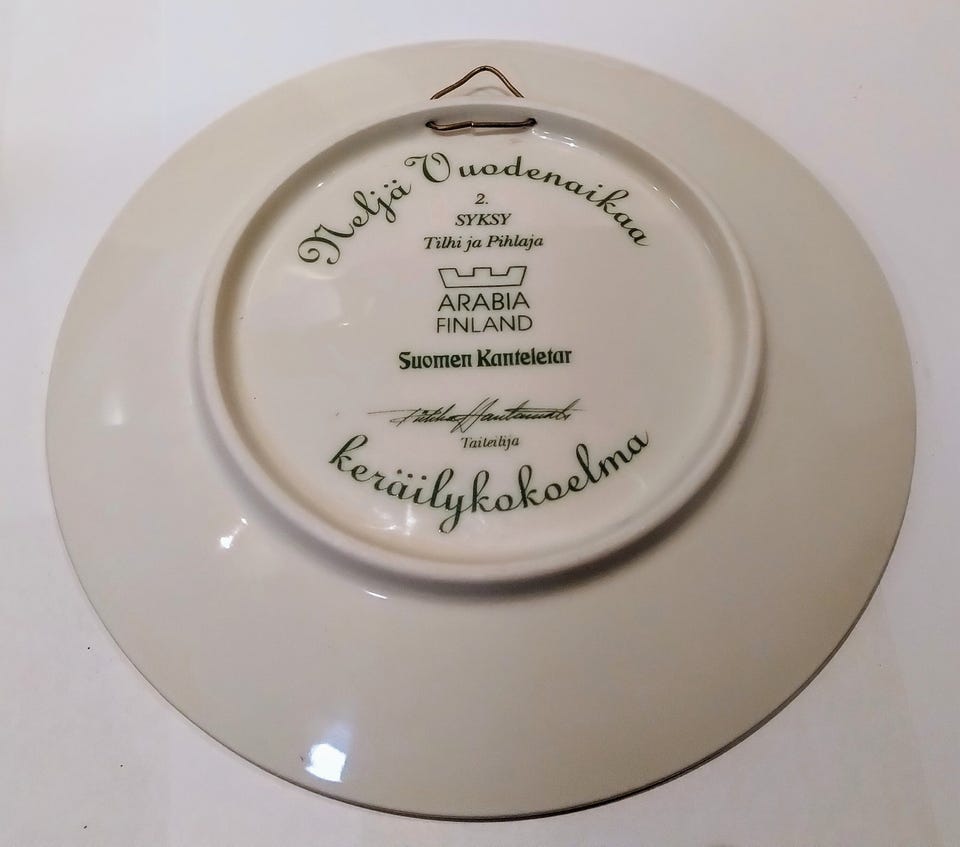 Neljä Vuodenaikaa
2.
SYKSY
Tilhi ja Pihlaja
ARABIA
FINLAND
Suomen Kanteletar
Taiteilija
keräilykokoelma